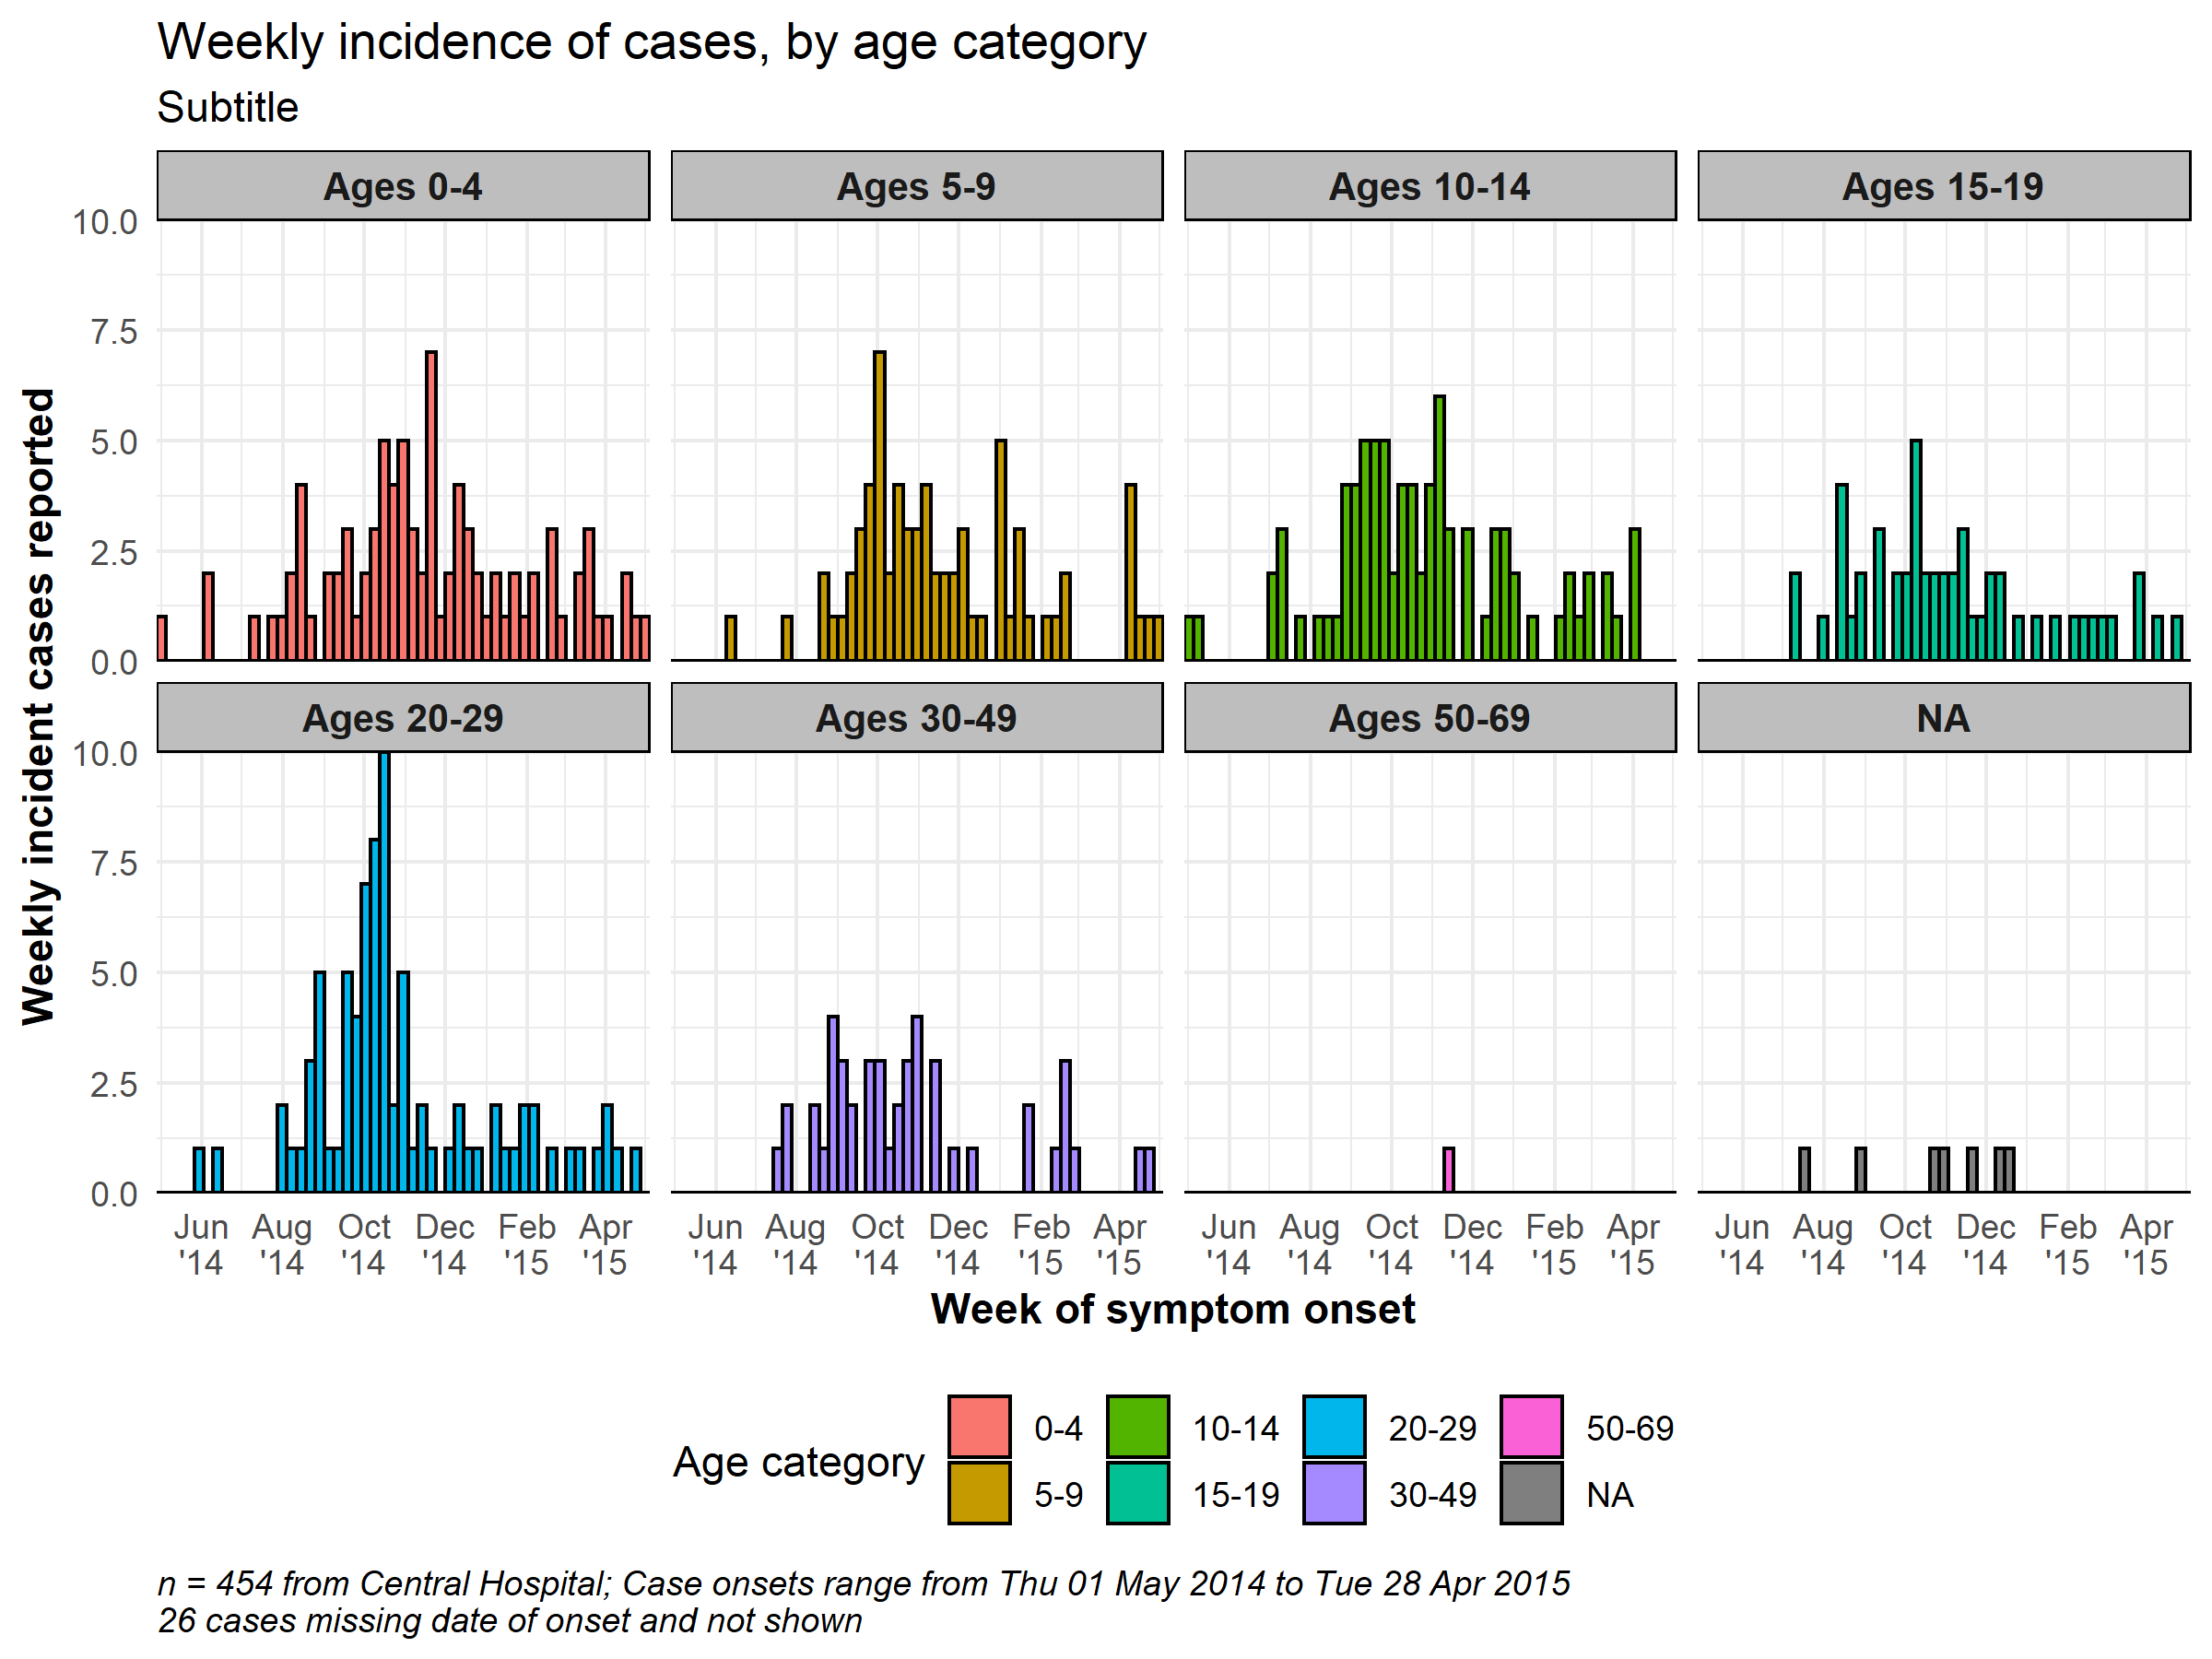 Weekly incidence of cases, by age category
Subtitle
Ages 0-4
Ages 5-9
Ages 10-14
Ages 15-19
10.0
7.5
5.0
2.5
0.0
Ages 20-29
Ages 30-49
Ages 50-69
NA
10.0
7.5
5.0
2.5
0.0
Weekly incident cases reported
Jun '14
Aug '14
Oct '14
Dec '14
Feb '15
Apr '15
Jun '14
Aug '14
Oct '14
Dec '14
Feb '15
Apr '15
Jun '14
Aug '14
Oct '14
Dec '14
Feb '15
Apr '15
Jun '14
Aug '14
Oct '14
Dec '14
Feb '15
Apr '15
Week of symptom onset
Age category
0-4
5-9
10-14
15-19
20-29
30-49
50-69
NA
n = 454 from Central Hospital; Case onsets range from Thu 01 May 2014 to Tue 28 Apr 2015
26 cases missing date of onset and not shown